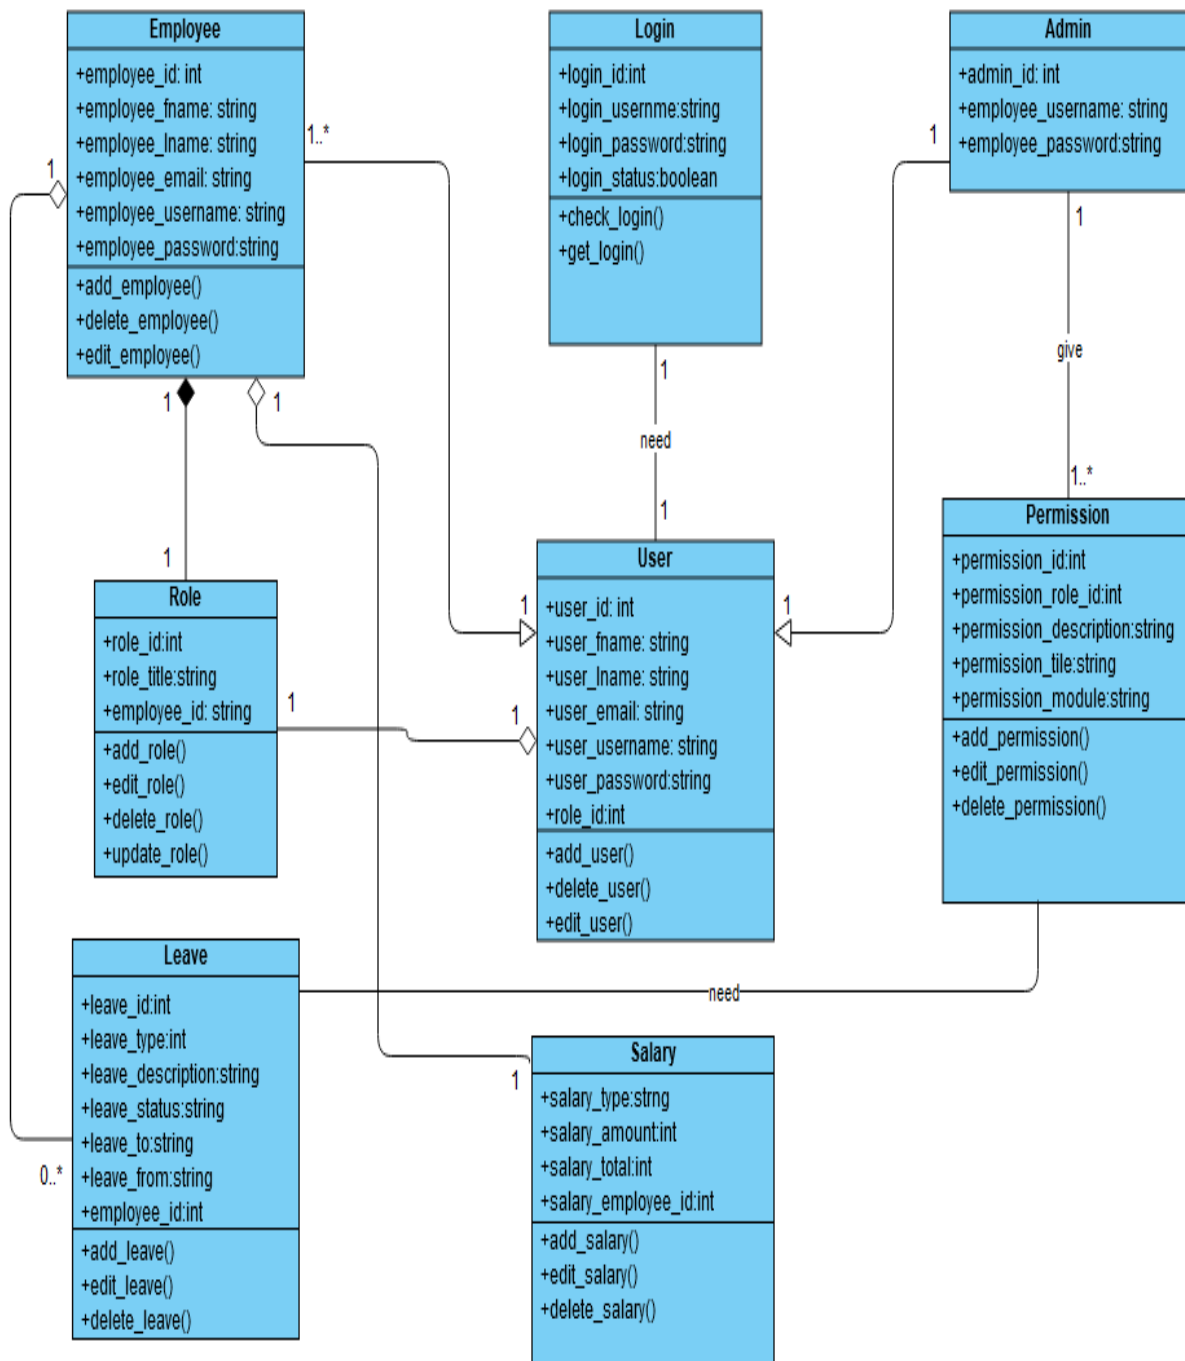 Employee
+employee_id: int
+employee_fname: string
+employee_lname: string
+employee_email: string
+employee_username: string
+employee_password:string
+add_employee()
+delete_employee()
+edit_employee()
Login
+login_id:int
+login_usernme:string
+login_password:string
+login_status:boolean
+check_login()
+get_login()
Admin
+admin_id: int
+employee_username: string
+employee_password:string
1..*
1
1
1
1
1
1
give
need
1..*
1
1
Role
+role_id:int
+role_title:string
+employee_id: string
+add_role()
+edit_role()
+delete_role()
+update_role()
User
+user_id: int
+user_fname: string
+user_lname: string
+user_email: string
+user_username: string
+user_password:string
+role_id:int
+add_user()
+delete_user()
+edit_user()
1
1
1
1
Permission
+permission_id:int
+permission_role_id:int
+permission_description:string
+permission_tile:string
+permission_module:string
+add_permission()
+edit_permission()
+delete_permission()
Leave
+leave_id:int
+leave_type:int
+leave_description:string
+leave_status:string
+leave_to:string
+leave_from:string
+employee_id:int
+add_leave()
+edit_leave()
+delete_leave()
0..*
need
1
Salary
+salary_type:strng
+salary_amount:int
+salary_total:int
+salary_employee_id:int
+add_salary()
+edit_salary()
+delete_salary()